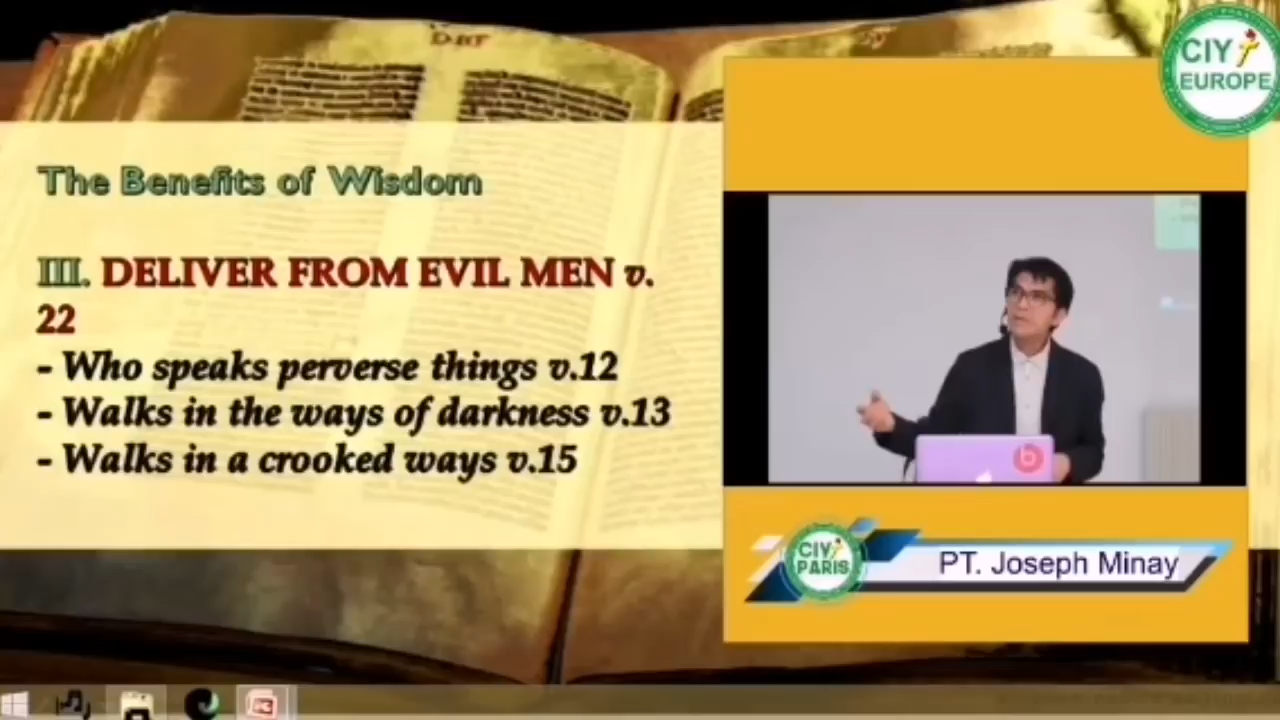 The Benefits of Wisdom
III. DELIVER FROM EVIL MEN v.
22
- Who speaks perverse things v.12
- Walks in the ways of darkness v.13
- Walks in a crooked ways v.15
CIY
EUROPE
CIY
PARIS
PT. Joseph Minay